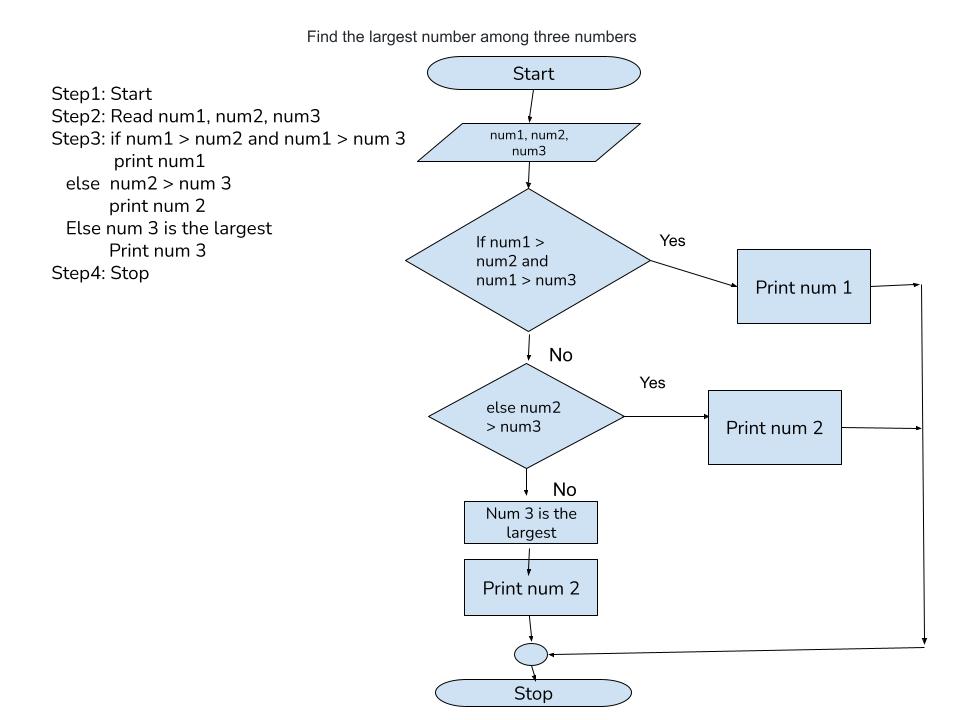 Find the largest number among three numbers
Step1: Start
Step2: Read num1, num2, num3
Step3: if num1 > num2 and num1 > num 3
print num1
else num2 > num 3
print num 2
Else num 3 is the largest
Print num 3
Step4: Stop
Start
num1, num2,
num3
If num1 >
num2 and
num1 > num3
Yes
Print num 1
No
else num2
> num3
Yes
Print num 2
No
Num 3 is the
largest
Print num 2
Stop